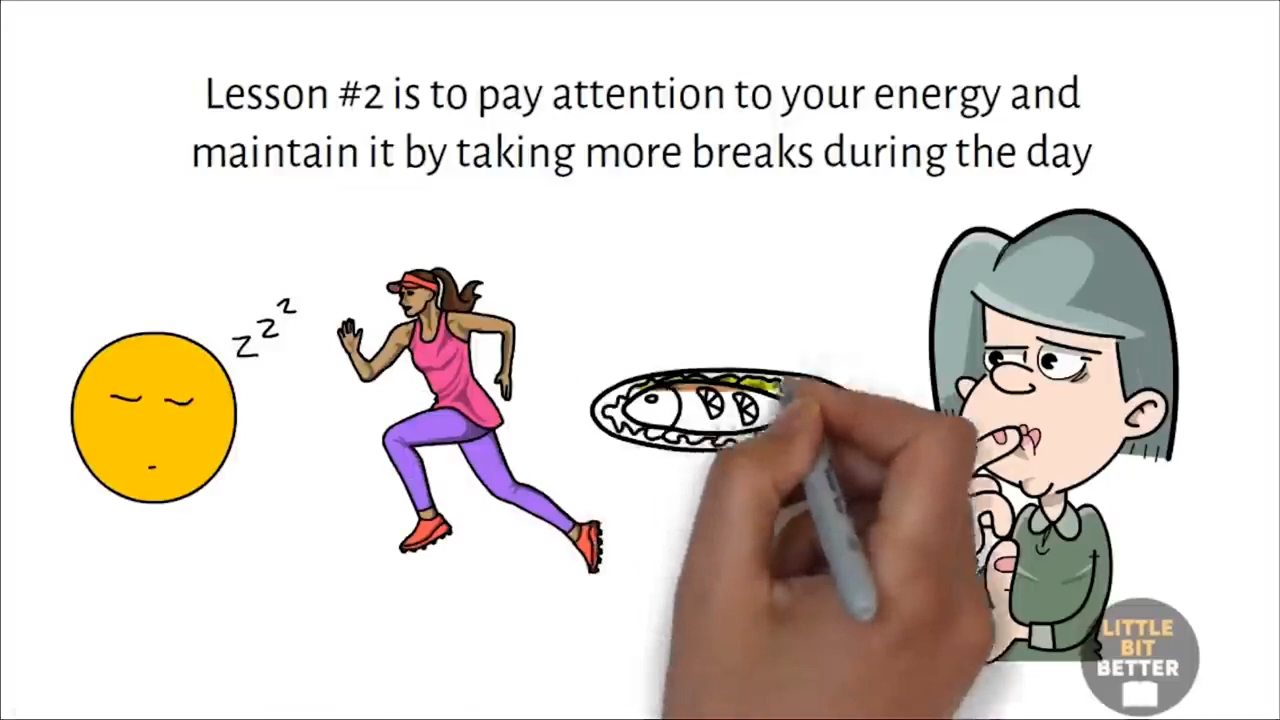 Lesson #2 is to pay attention to your energy and
maintain it by taking more breaks during the day
z z z
LITTLE
BIT
BETTER